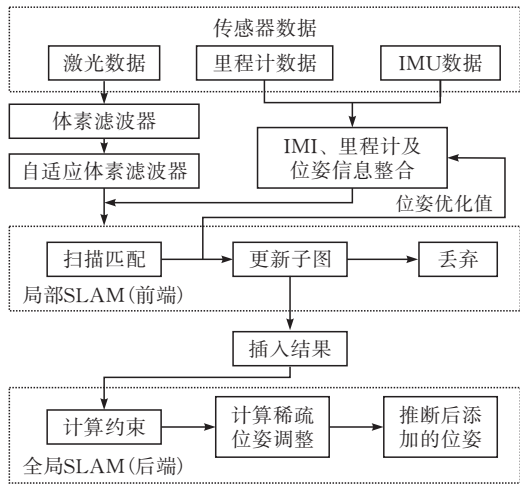 传感器数据
激光数据
里程计数据
IMU数据
体素滤波器
自适应体素滤波器
IMI、里程计及
位姿信息整合
位姿优化值
扫描匹配
更新子图
丢弃
局部SLAM(前端)
插入结果
计算约束
计算稀疏
位姿调整
推断后添
加的位姿
全局SLAM(后端)